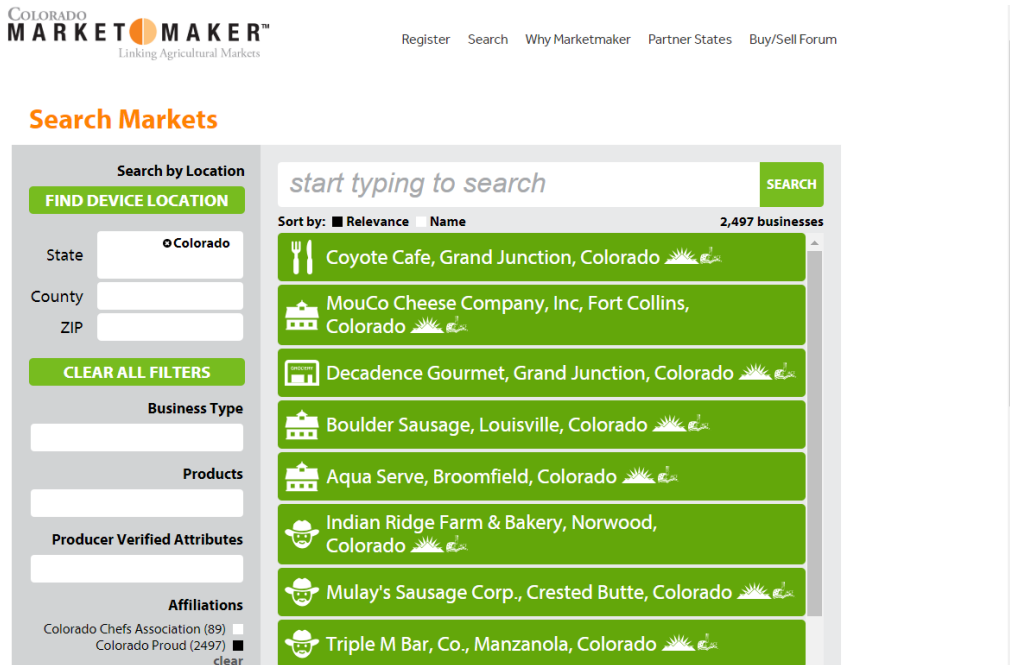 COLORADO
MARKET MAKER™
Linking Agricultural Markets
Register Search Why Marketmaker Partner States Buy/Sell Forum
Search Markets
Search by Location
FIND DEVICE LOCATION
State
Colorado
County
ZIP
CLEAR ALL FILTERS
Business Type
Products
Producer Verified Attributes
Affiliations
Colorado Chefs Association (89)
Colorado Proud (2497)
clear
start typing to search
SEARCH
Sort by: Relevance Name
2,497 businesses
Coyote Cafe, Grand Junction, Colorado
MouCo Cheese Company, Inc, Fort Collins,
Colorado
Decadence Gourmet, Grand Junction, Colorado
Boulder Sausage, Louisville, Colorado
Aqua Serve, Broomfield, Colorado
Indian Ridge Farm & Bakery, Norwood,
Colorado
Mulay's Sausage Corp., Crested Butte, Colorado
Triple M Bar, Co., Manzanola, Colorado